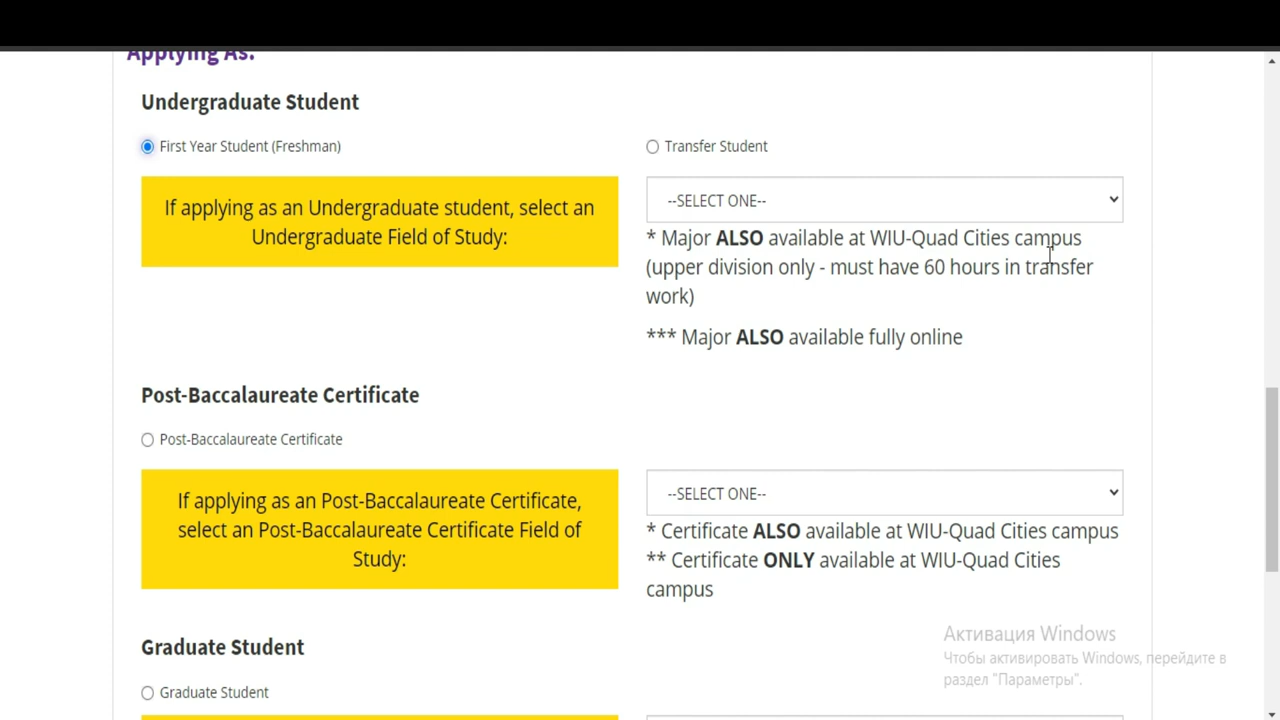 Applying As:
Undergraduate Student
First Year Student (Freshman)
Transfer Student
If applying as an Undergraduate student, select an
Undergraduate Field of Study:
--SELECT ONE--
* Major ALSO available at WIU-Quad Cities campus
(upper division only - must have 60 hours in transfer
work)
*** Major ALSO available fully online
Post-Baccalaureate Certificate
Post-Baccalaureate Certificate
If applying as an Post-Baccalaureate Certificate,
select an Post-Baccalaureate Certificate Field of
Study:
--SELECT ONE--
* Certificate ALSO available at WIU-Quad Cities campus
** Certificate ONLY available at WIU-Quad Cities
campus
Graduate Student
Graduate Student
Активация Windows
Чтобы активировать Windows, перейдите в
раздел "Параметры".